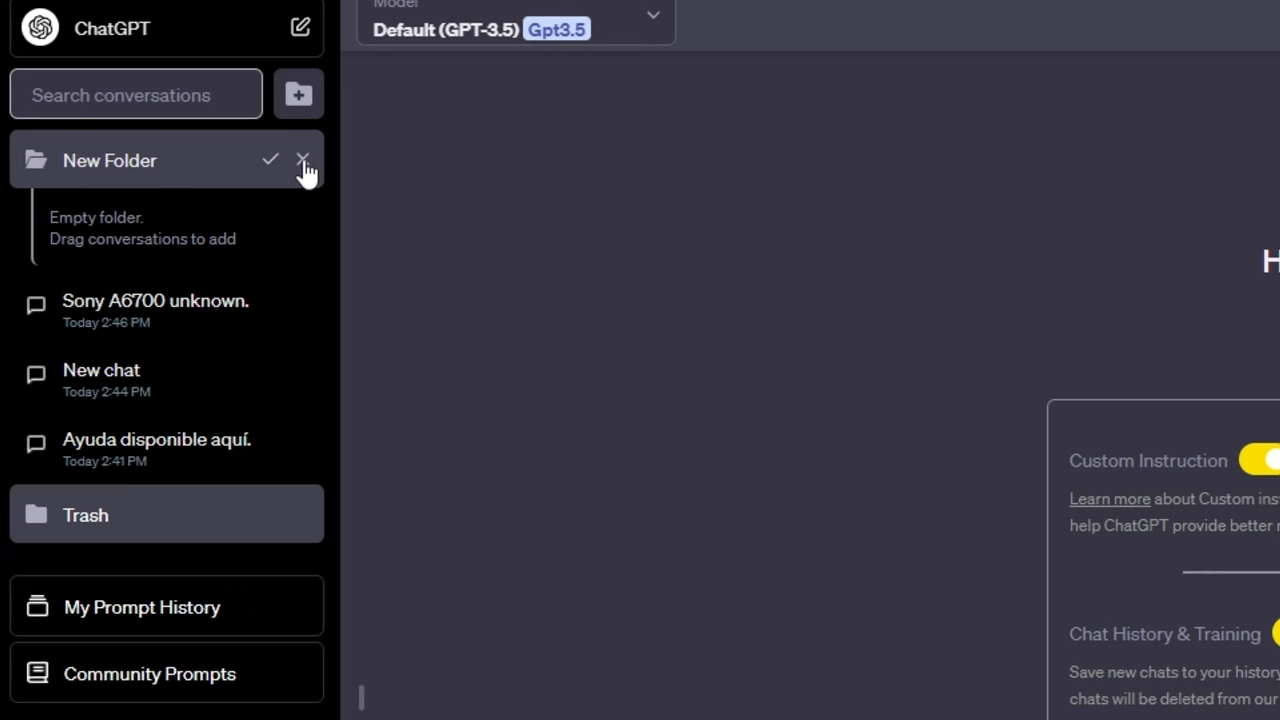 ChatGPT
Search conversations
New Folder
Empty folder.
Drag conversations to add
Sony A6700 unknown.
Today 2:46 PM
New chat
Today 2:44 PM
Ayuda disponible aquí.
Today 2:41 PM
Trash
My Prompt History
Community Prompts
Model
Default (GPT-3.5) Gpt3.5
H
Custom Instruction
Learn more about Custom ins
help ChatGPT provide better
Chat History & Training
Save new chats to your history
chats will be deleted from our